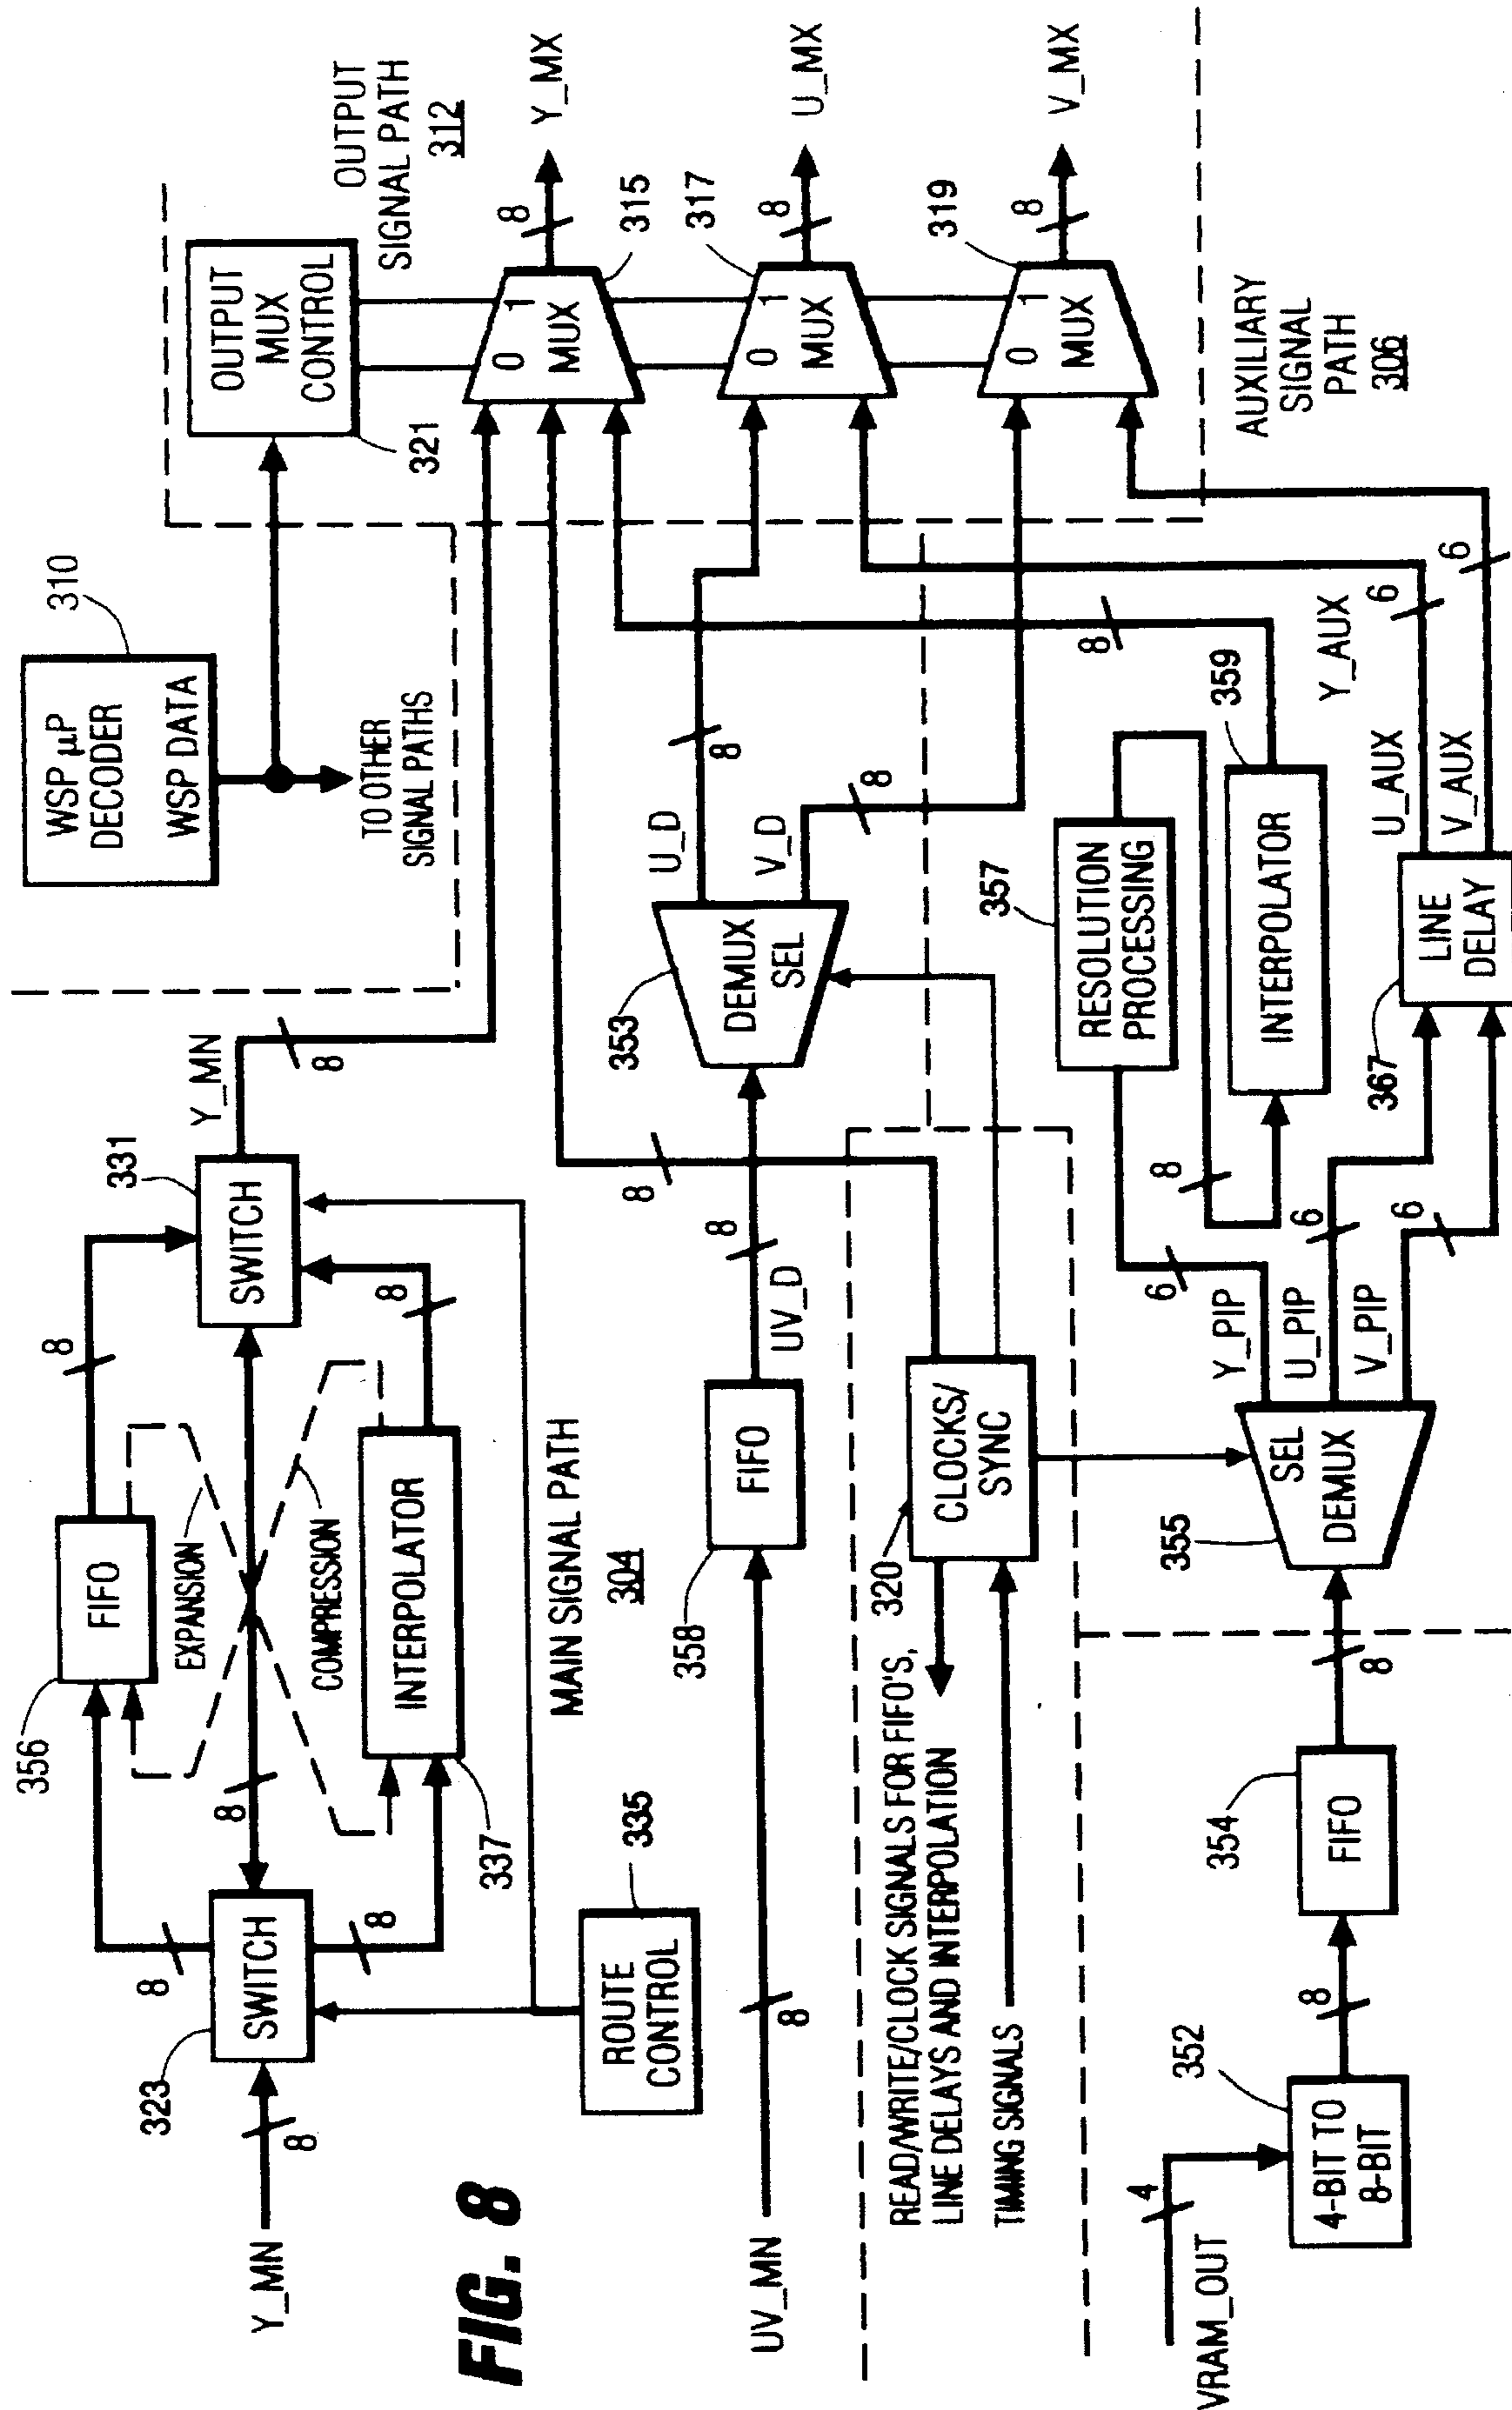 FIG. 8
Y_MN
8
323
SWITCH
8
8
8
356
FIFO
EXPANSION
COMPRESSION
337
INTERPOLATOR
8
8
331
SWITCH
Y_MN
8
335
ROUTE
CONTROL
MAIN SIGNAL PATH
304
310
WSP µP
DECODER
WSP DATA
TO OTHER
SIGNAL PATHS
OUTPUT
MUX
CONTROL
321
OUTPUT
SIGNAL PATH
312
0
1
MUX
315
8
Y_MX
0
1
MUX
317
8
U_MX
0
1
MUX
319
8
V_MX
UV_MN
8
358
FIFO
UV_D
8
8
353
DEMUX
SEL
U_D
8
V_D
8
READ/WRITE/CLOCK SIGNALS FOR FIFO'S,
LINE DELAYS AND INTERPOLATION
TIMING SIGNALS
320
CLOCKS/
SYNC
VRAM_OUT
4
352
4-BIT TO
8-BIT
8
354
FIFO
8
355
SEL
DEMUX
Y_PIP
6
U_PIP
6
V_PIP
6
357
RESOLUTION
PROCESSING
8
359
INTERPOLATOR
8
Y_AUX
367
LINE
DELAY
U_AUX
6
V_AUX
6
AUXILIARY
SIGNAL
PATH
306